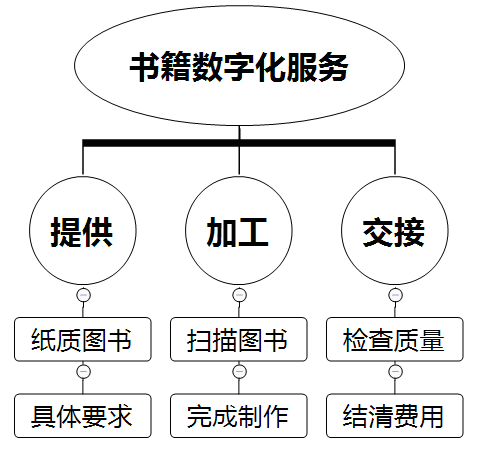 书籍数字化服务
提供
加工
交接
纸质图书
扫描图书
检查质量
具体要求
完成制作
结清费用